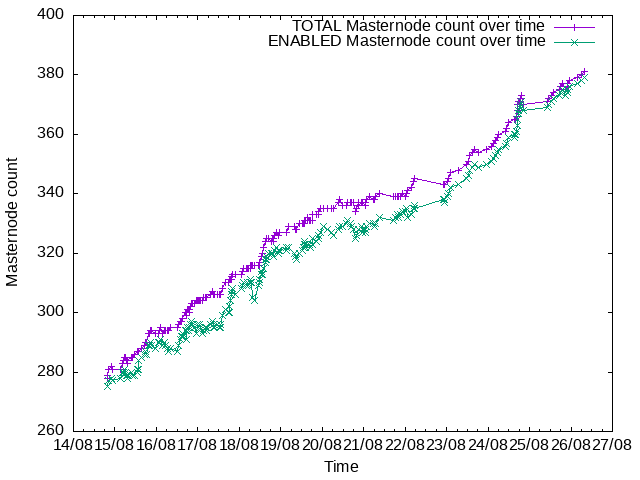 400
380
360
340
320
300
280
260
TOTAL Masternode count over time
ENABLED Masternode count over time
Masternode count
14/08 15/08 16/08 17/08 18/08 19/08 20/08 21/08 22/08 23/08 24/08 25/08 26/08 27/08
Time